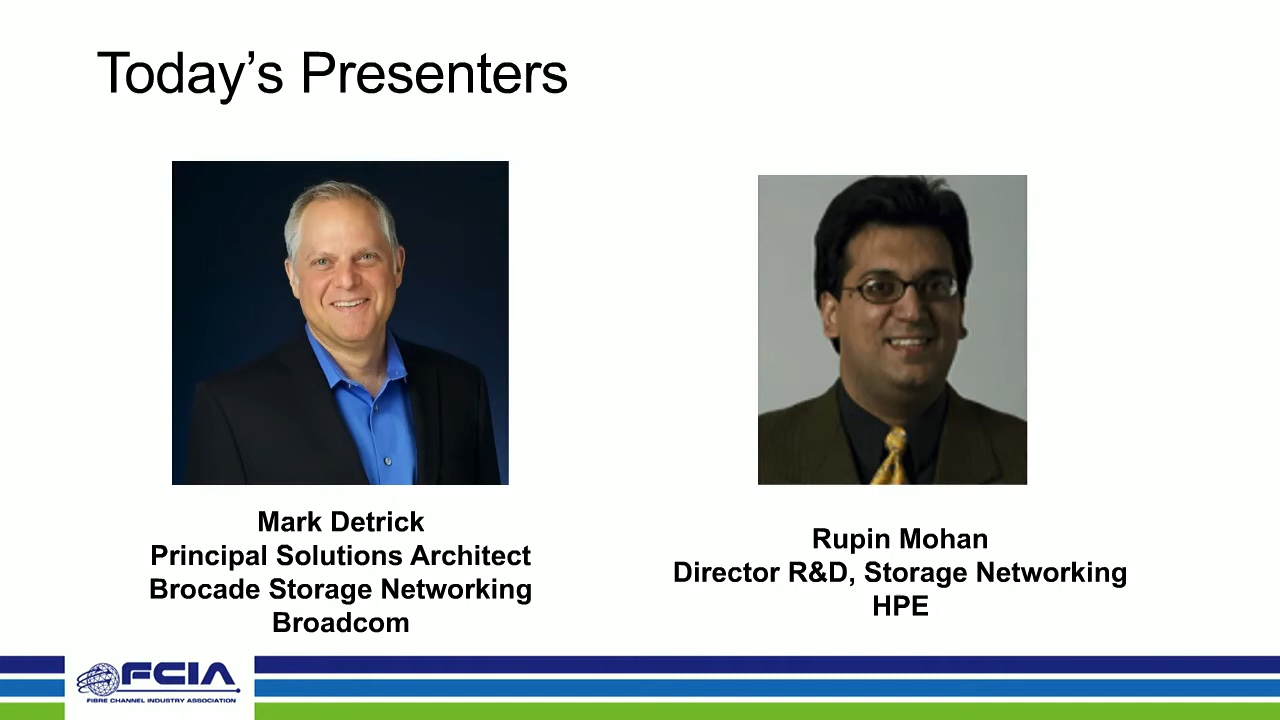 Today’s Presenters
Mark Detrick
Principal Solutions Architect
Brocade Storage Networking
Broadcom
Rupin Mohan
Director R&D, Storage Networking
HPE
FCIA
FIBRE CHANNEL INDUSTRY ASSOCIATION